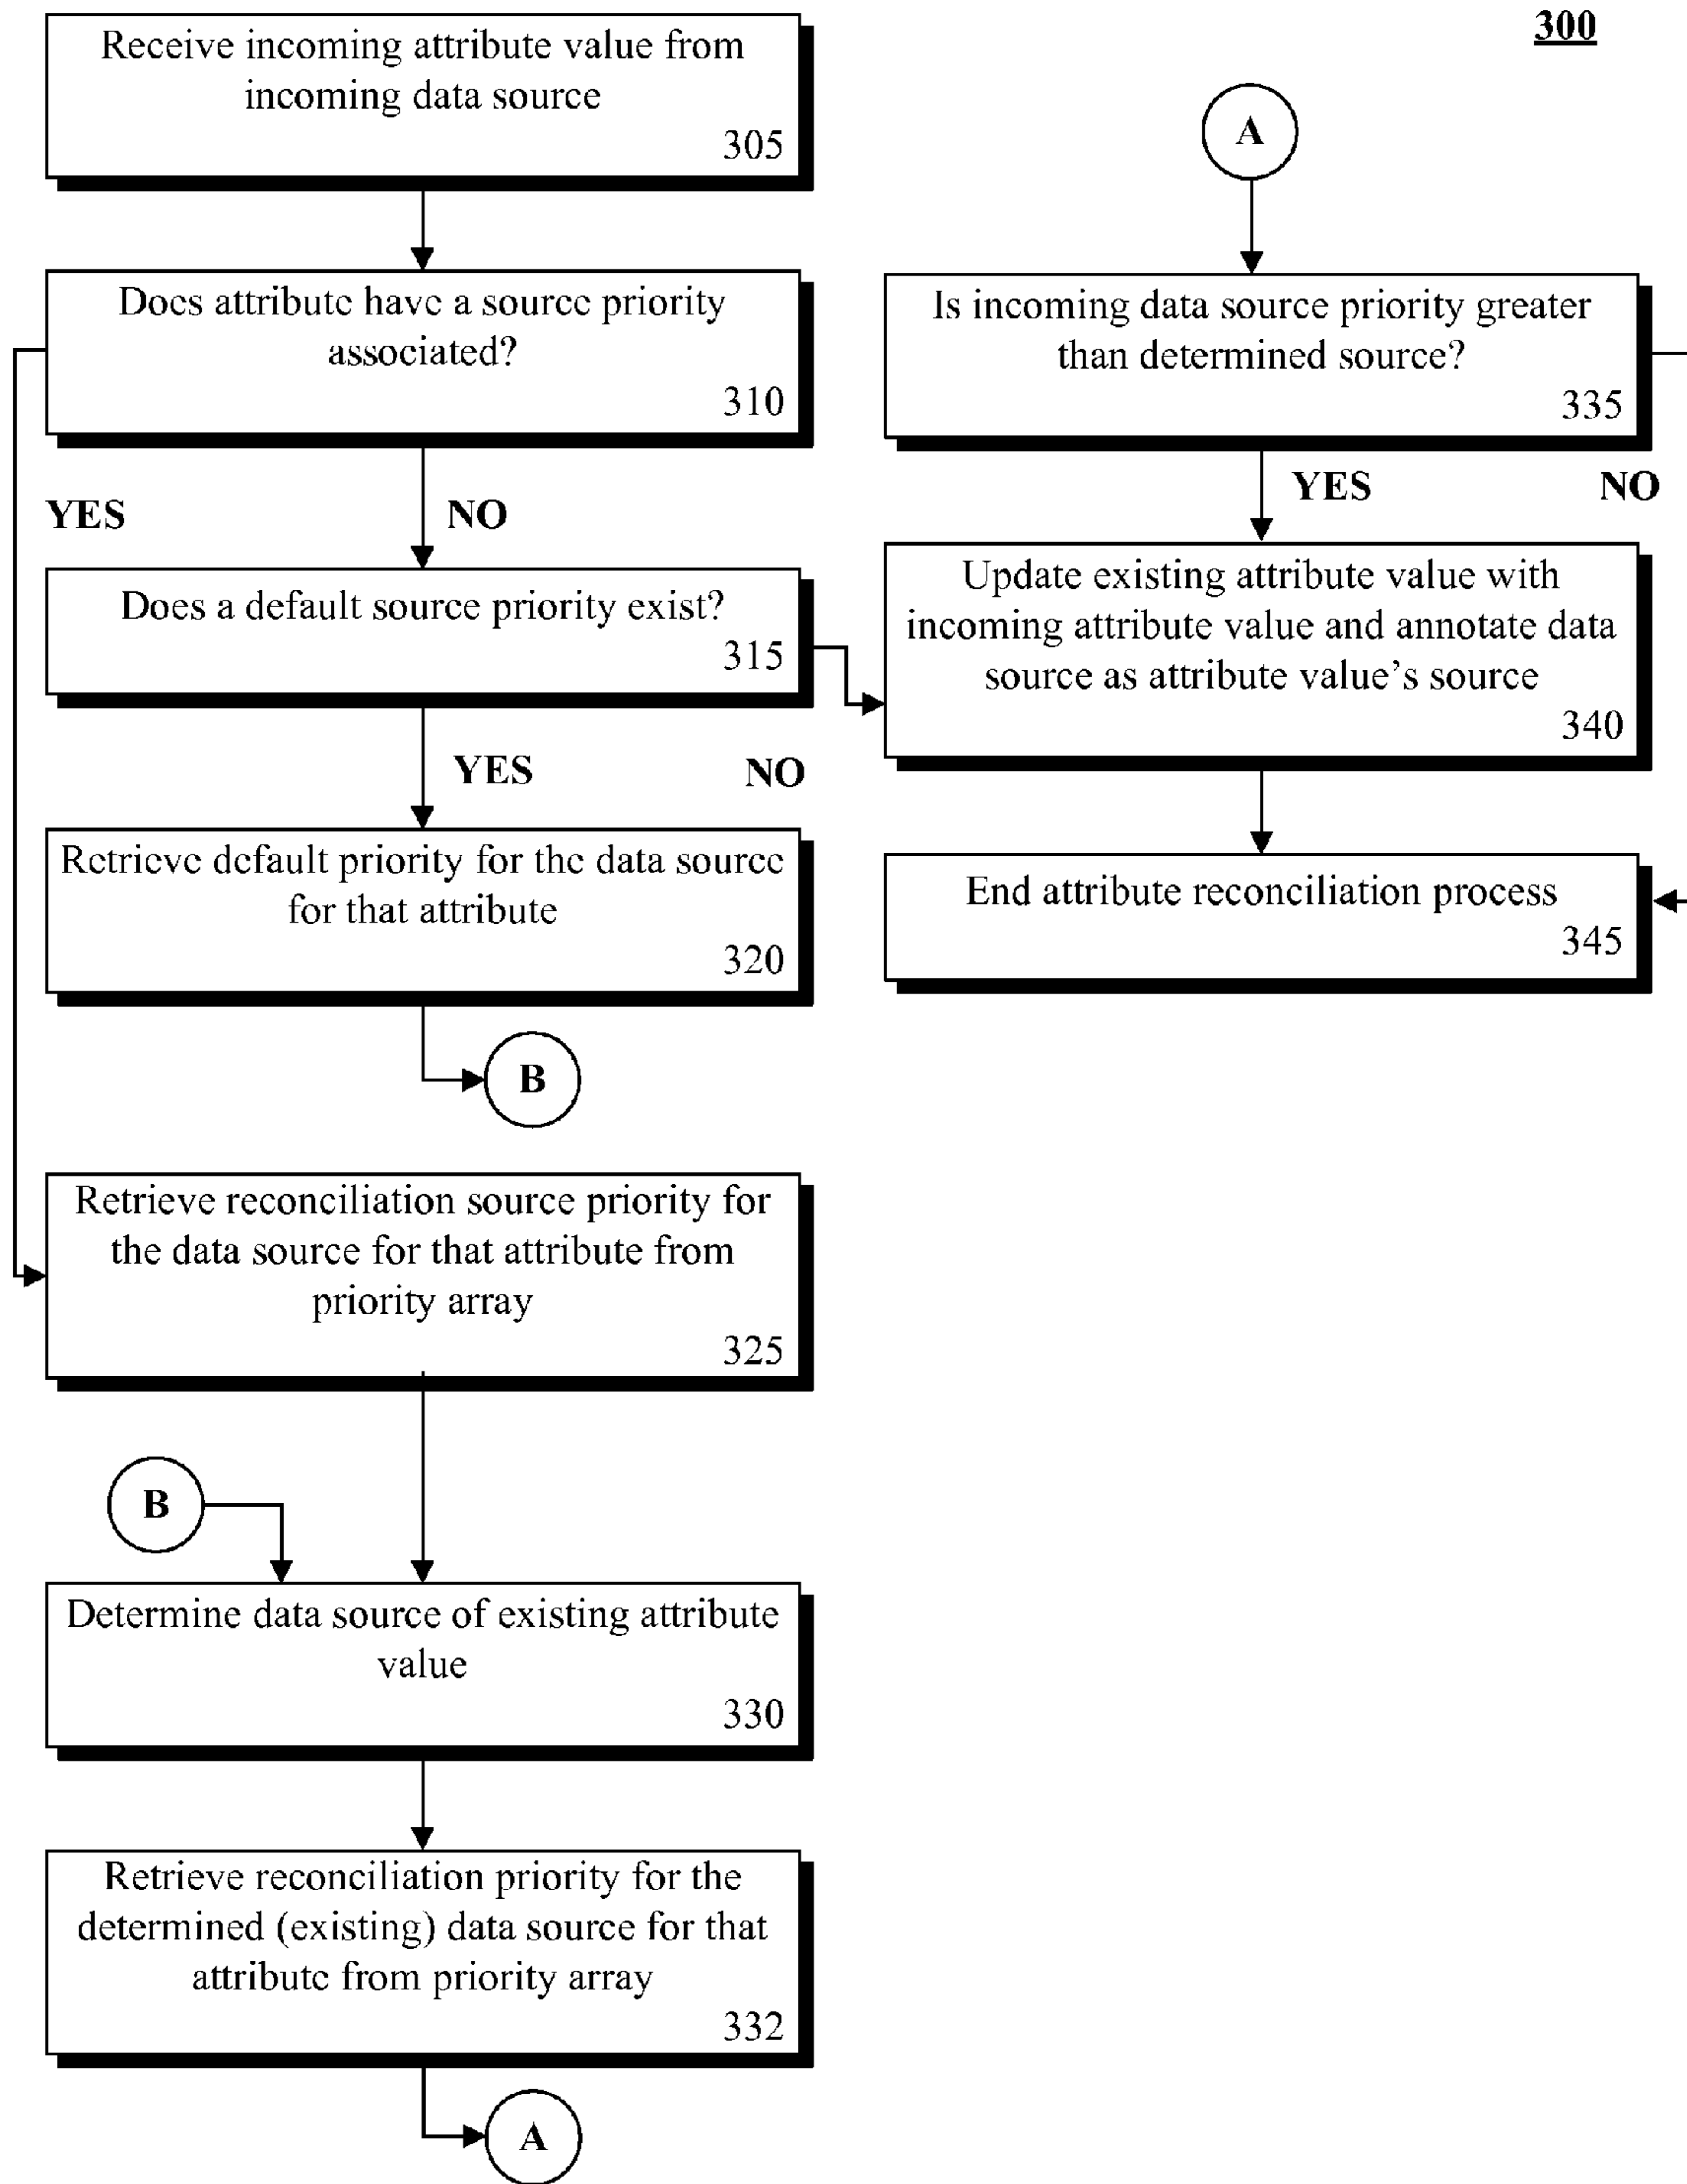 300
Receive incoming attribute value from
incoming data source
305
Does attribute have a source priority
associated?
310
YES
NO
Does a default source priority exist?
315
YES
NO
Retrieve default priority for the data source
for that attribute
320
B
Retrieve reconciliation source priority for
the data source for that attribute from
priority array
325
B
Determine data source of existing attribute
value
330
Retrieve reconciliation priority for the
determined (existing) data source for that
attribute from priority array
332
A
A
Is incoming data source priority greater
than determined source?
335
YES
NO
Update existing attribute value with
incoming attribute value and annotate data
source as attribute value's source
340
End attribute reconciliation process
345